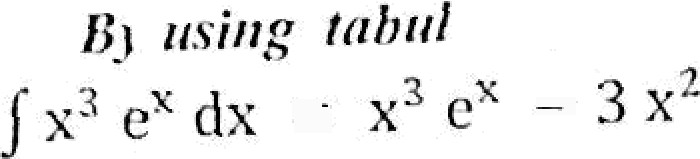 By using tabul
∫ x³ eˣ dx - x³ eˣ - 3 x²